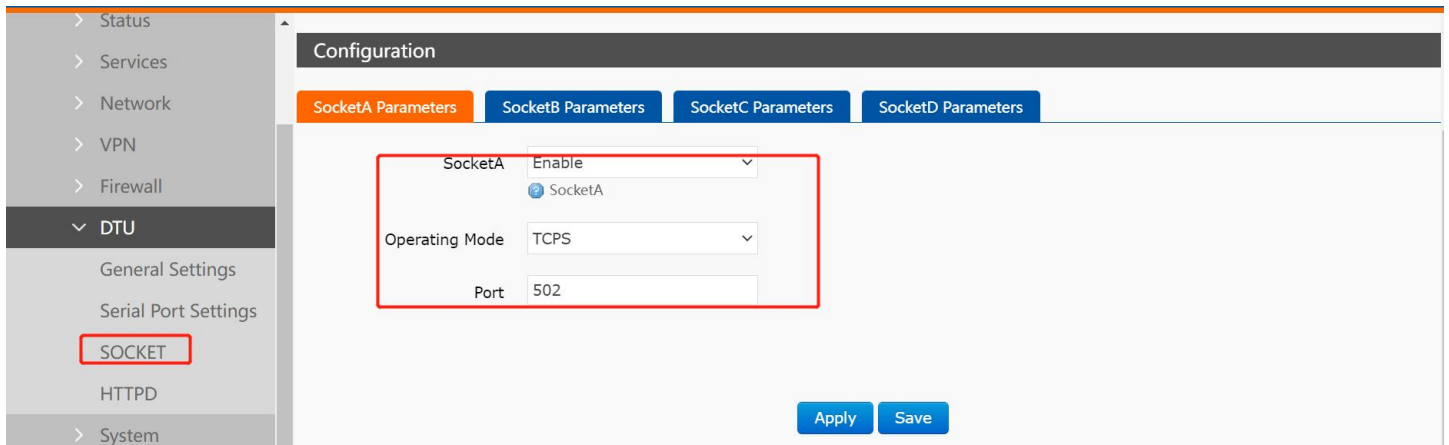 Status
Services
Network
VPN
Firewall
DTU
General Settings
Serial Port Settings
SOCKET
HTTPD
System
Configuration
SocketA Parameters SocketB Parameters SocketC Parameters SocketD Parameters
SocketA Enable
SocketA
Operating Mode TCPS
Port 502
Apply Save